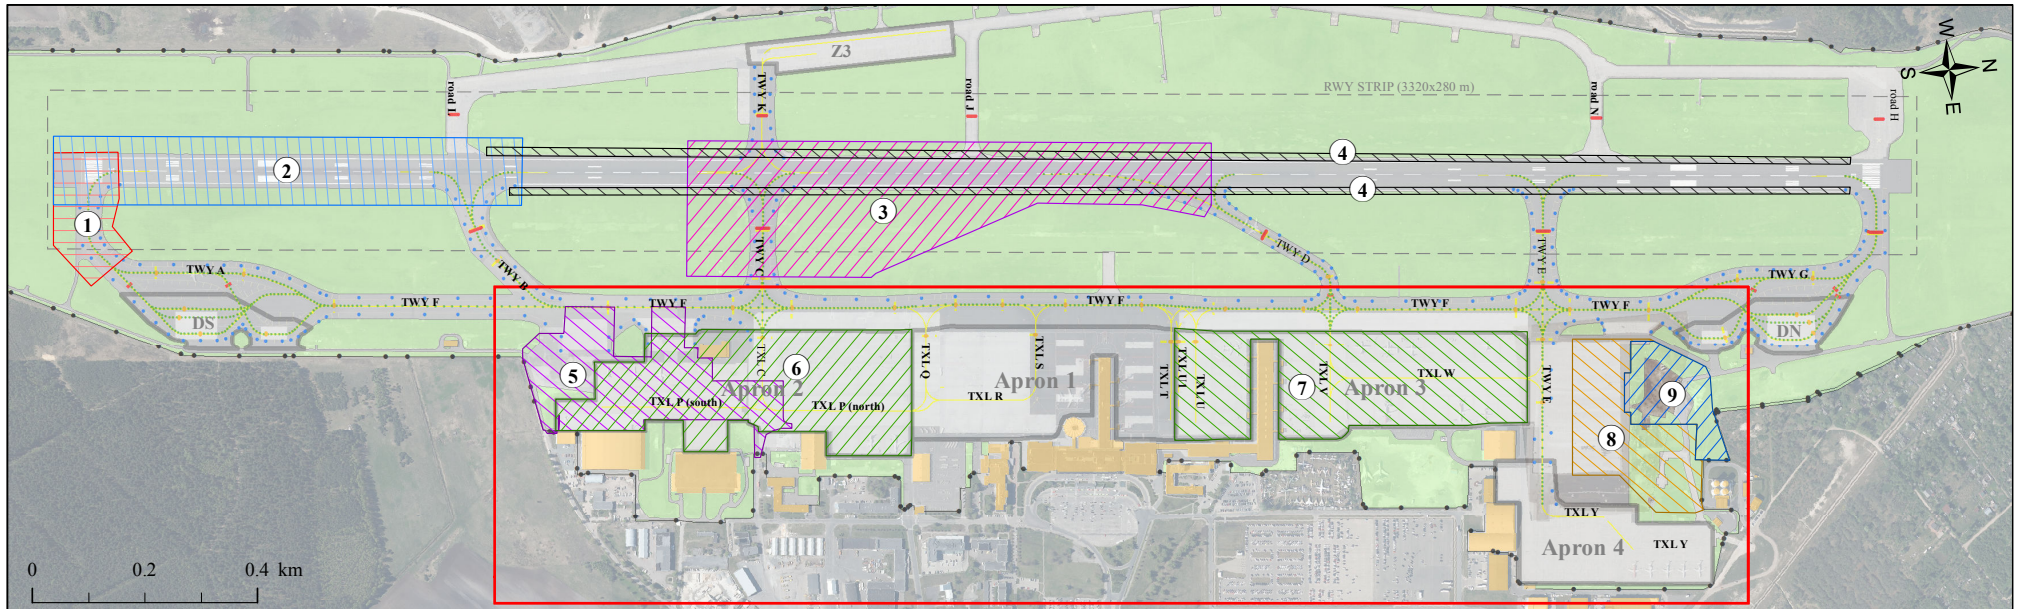 Z3
W
N
S
E
RWY STRIP (3320x280 m)
road I
TWY K
road J
road N
road H
4
2
4
1
3
TWY A
TWY B
TWY C
TWY D
TWY E
TWY G
TWY F
TWY F
TWY F
TWY F
TWY F
DS
DN
5
6
7
8
9
TXL C
TXL Q
TXL S
TXL T
TXL U1
TXL U
TXL V
TWY E
Apron 2
Apron 1
Apron 3
TXL P (south)
TXL P (north)
TXL R
TXL W
TXL Y
TXL Y
Apron 4
0
0.2
0.4 km